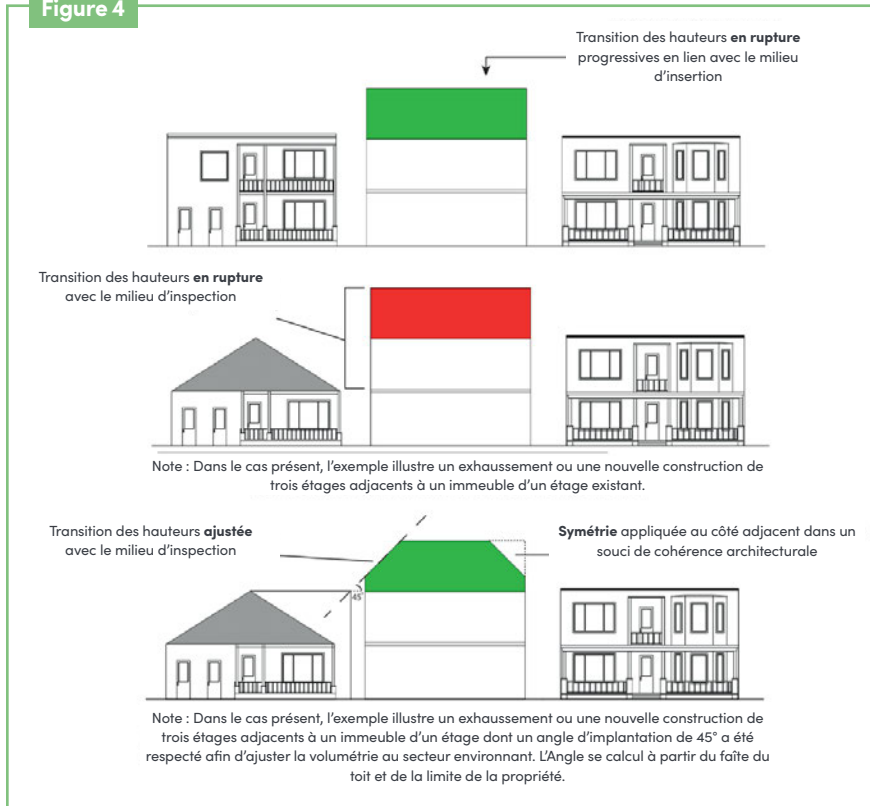 Figure 4
Transition des hauteurs en rupture
progressives en lien avec le milieu
d'insertion
Transition des hauteurs en rupture
avec le milieu d'inspection
Note : Dans le cas présent, l'exemple illustre un exhaussement ou une nouvelle construction de
trois étages adjacents à un immeuble d'un étage existant.
Transition des hauteurs ajustée
avec le milieu d'inspection
Symétrie appliquée au côté adjacent dans un
souci de cohérence architecturale
45°
Note : Dans le cas présent, l'exemple illustre un exhaussement ou une nouvelle construction de
trois étages adjacents à un immeuble d'un étage dont un angle d'implantation de 45° a été
respecté afin d'ajuster la volumétrie au secteur environnant. L'Angle se calcul à partir du faîte du
toit et de la limite de la propriété.